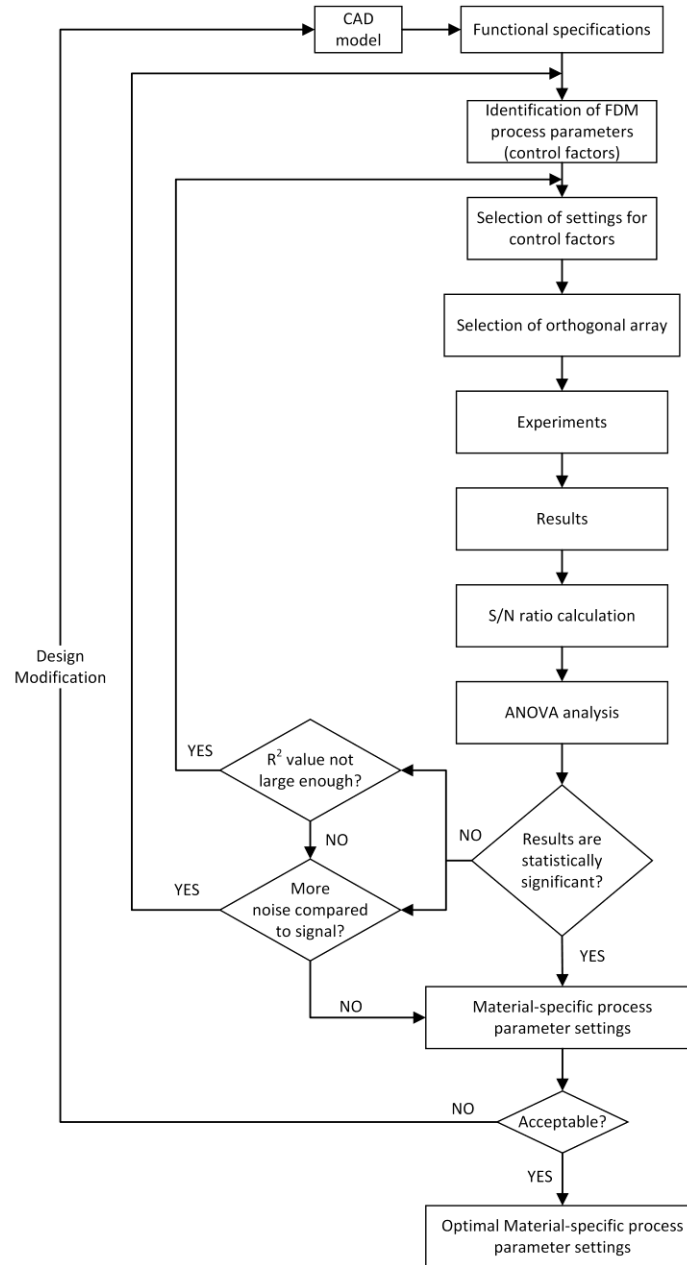 CAD
model
Functional specifications
Identification of FDM
process parameters
(control factors)
Selection of settings for
control factors
Selection of orthogonal array
Experiments
Results
S/N ratio calculation
Design
Modification
ANOVA analysis
YES
R² value not
large enough?
NO
NO
Results are
statistically
significant?
YES
More
noise compared
to signal?
YES
NO
Material-specific process
parameter settings
NO
Acceptable?
YES
Optimal Material-specific process
parameter settings